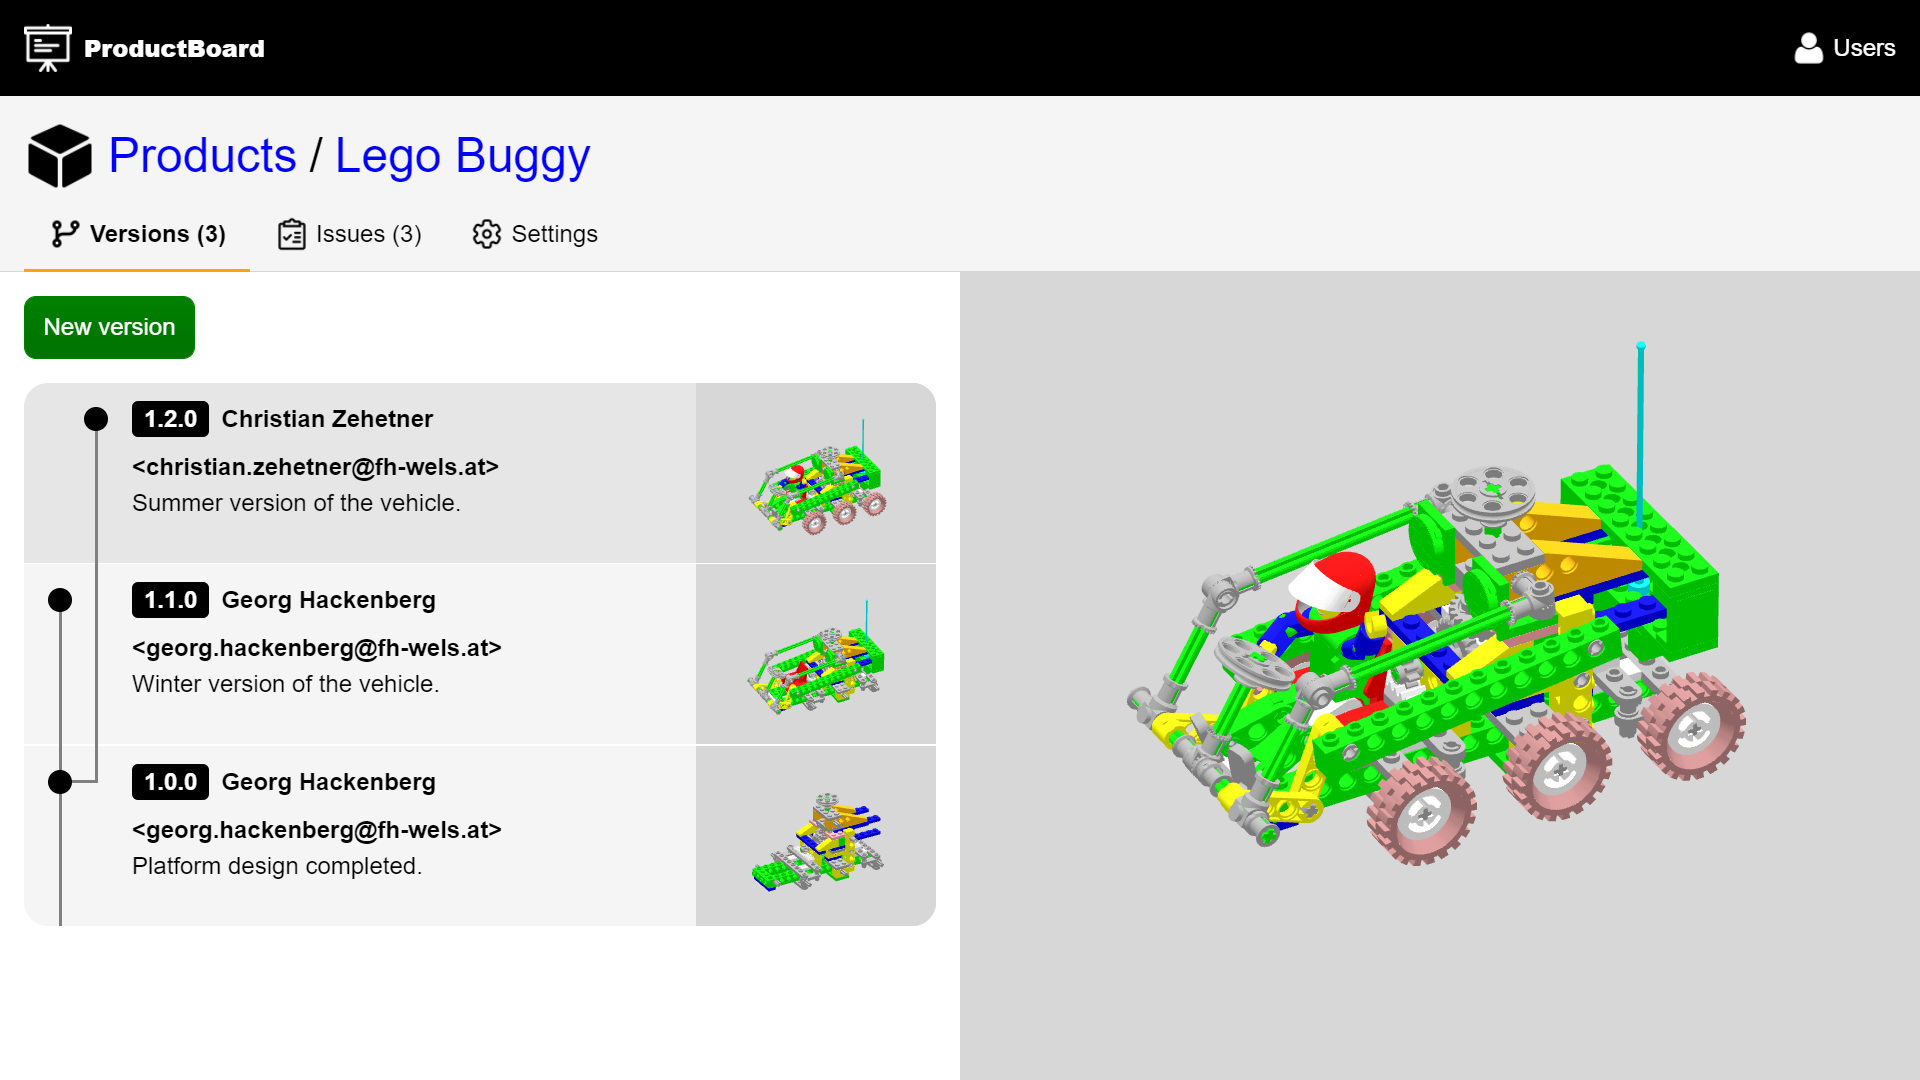 ProductBoard
Users
Products / Lego Buggy
Versions (3)
Issues (3)
Settings
New version
1.2.0 Christian Zehetner
<christian.zehetner@fh-wels.at>
Summer version of the vehicle.
1.1.0 Georg Hackenberg
<georg.hackenberg@fh-wels.at>
Winter version of the vehicle.
1.0.0 Georg Hackenberg
<georg.hackenberg@fh-wels.at>
Platform design completed.